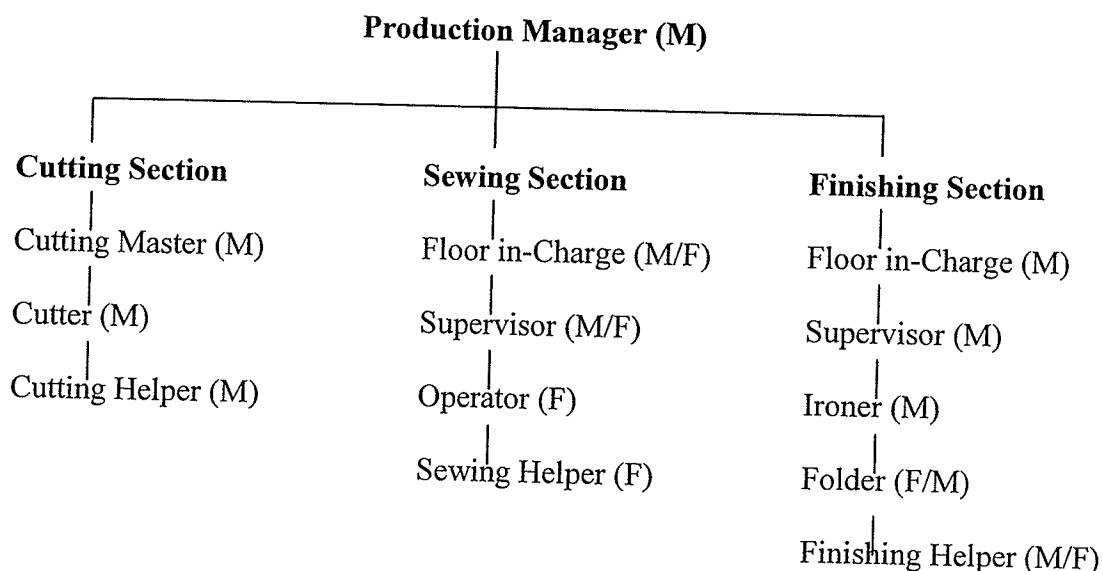 Production Manager (M)
Cutting Section
Cutting Master (M)
Cutter (M)
Cutting Helper (M)
Sewing Section
Floor in-Charge (M/F)
Supervisor (M/F)
Operator (F)
Sewing Helper (F)
Finishing Section
Floor in-Charge (M)
Supervisor (M)
Ironer (M)
Folder (F/M)
Finishing Helper (M/F)